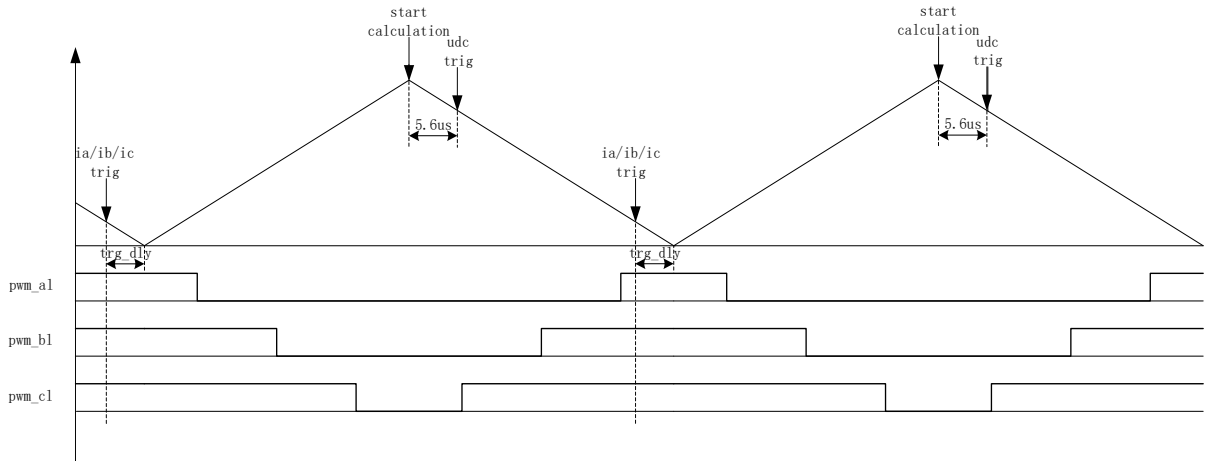 start
calculation
udc
trig
5.6us
start
calculation
udc
trig
5.6us
ia/ib/ic
trig
ia/ib/ic
trig
trg_dly
trg_dly
pwm_al
pwm_bl
pwm_cl